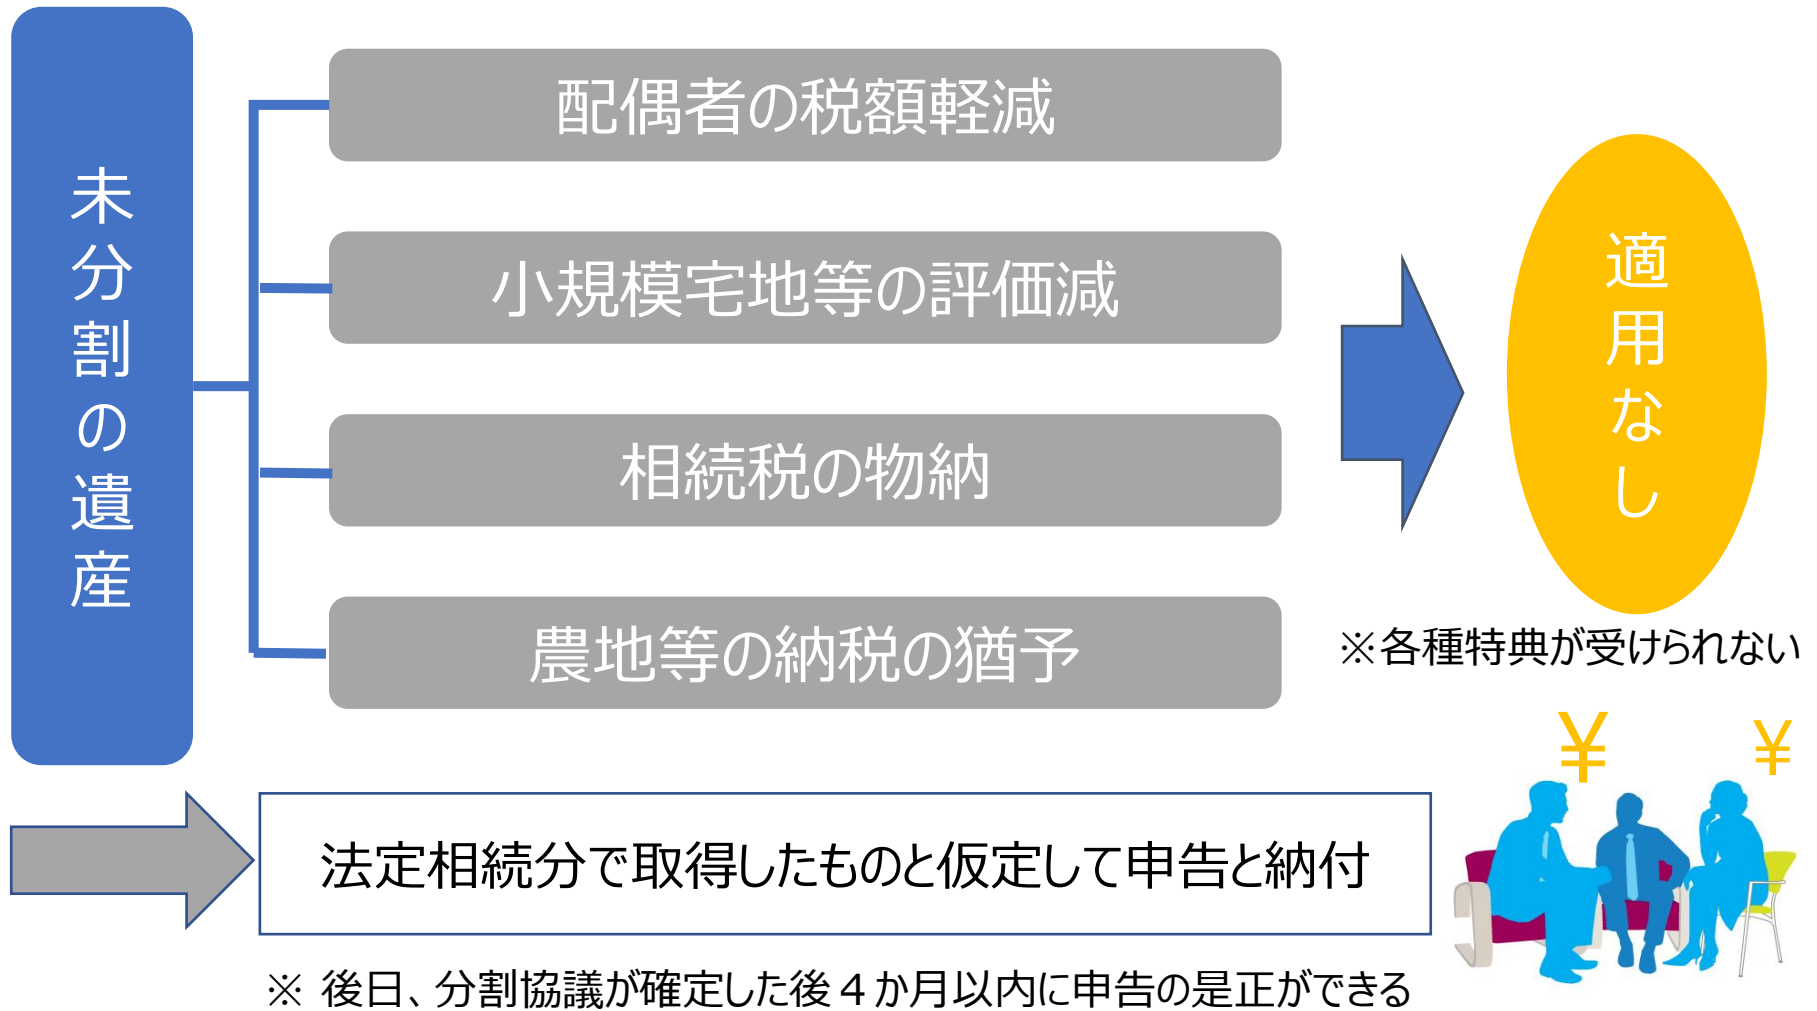 未分割の遺産
配偶者の税額軽減
小規模宅地等の評価減
相続税の物納
農地等の納税の猶予
適用なし
※各種特典が受けられない
¥ ¥
法定相続分で取得したものと仮定して申告と納付
※ 後日、分割協議が確定した後４か月以内に申告の是正ができる